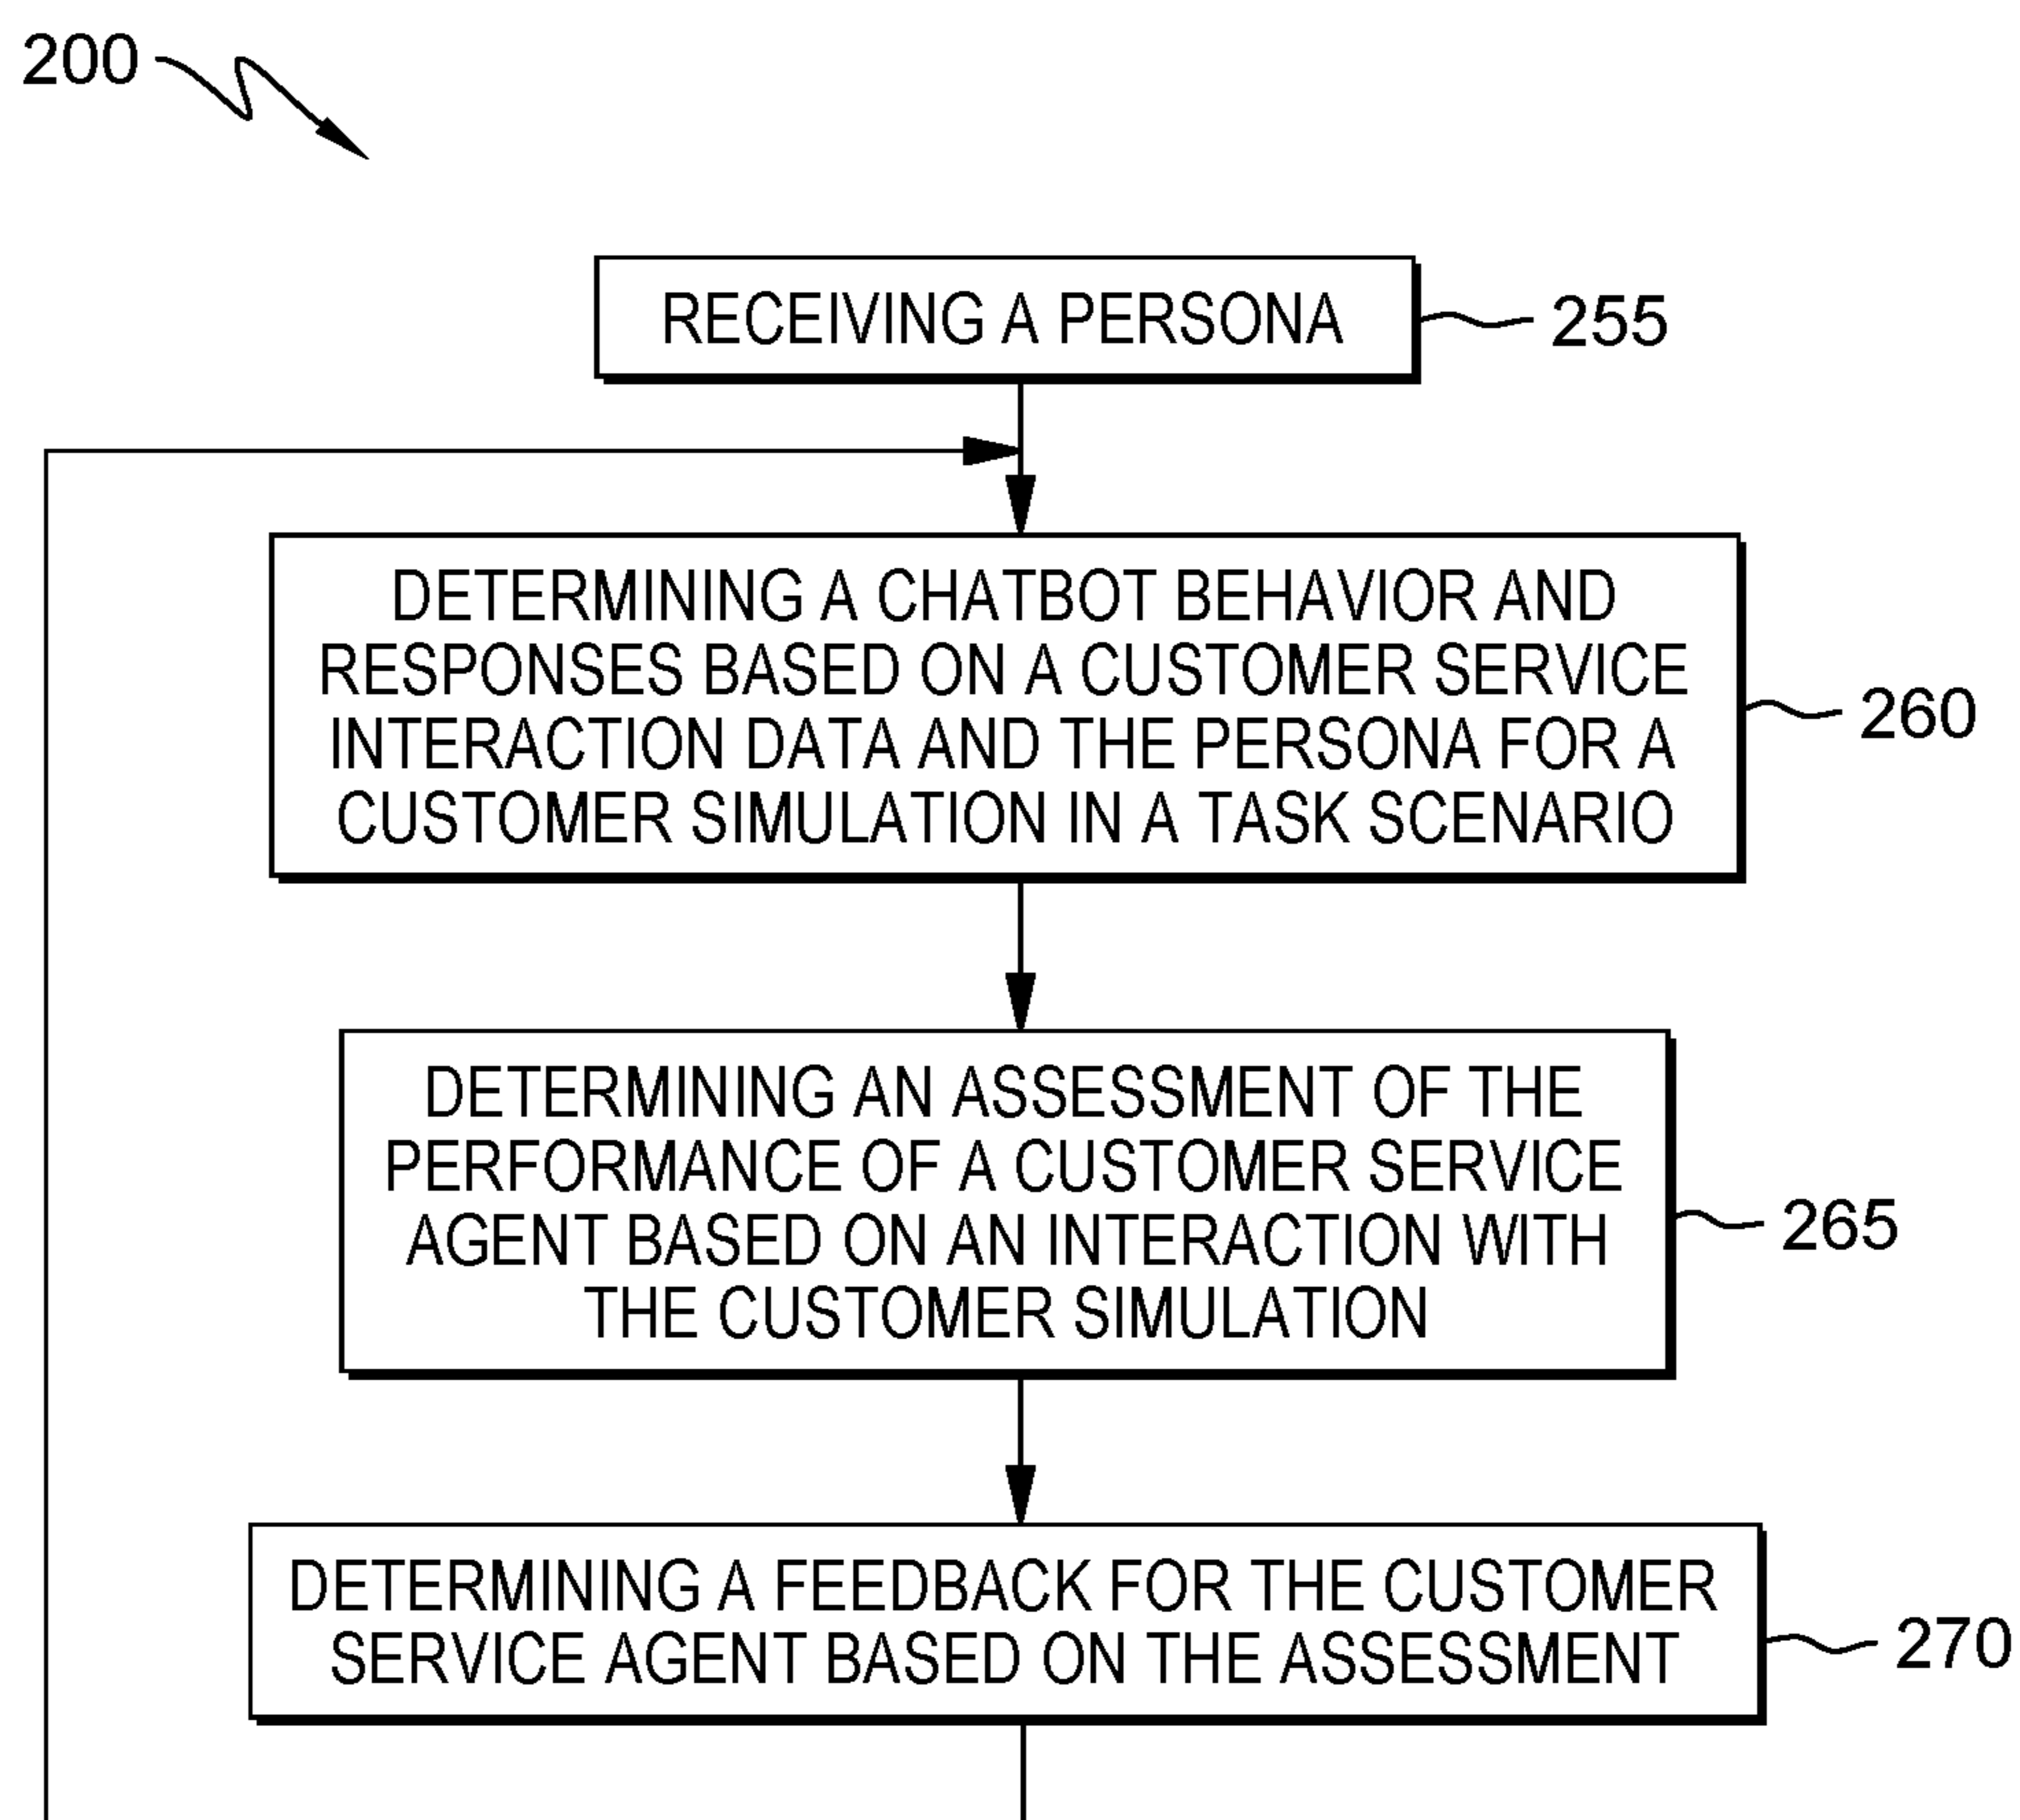 200
RECEIVING A PERSONA
255
DETERMINING A CHATBOT BEHAVIOR AND
RESPONSES BASED ON A CUSTOMER SERVICE
INTERACTION DATA AND THE PERSONA FOR A
CUSTOMER SIMULATION IN A TASK SCENARIO
260
DETERMINING AN ASSESSMENT OF THE
PERFORMANCE OF A CUSTOMER SERVICE
AGENT BASED ON AN INTERACTION WITH
THE CUSTOMER SIMULATION
265
DETERMINING A FEEDBACK FOR THE CUSTOMER
SERVICE AGENT BASED ON THE ASSESSMENT
270